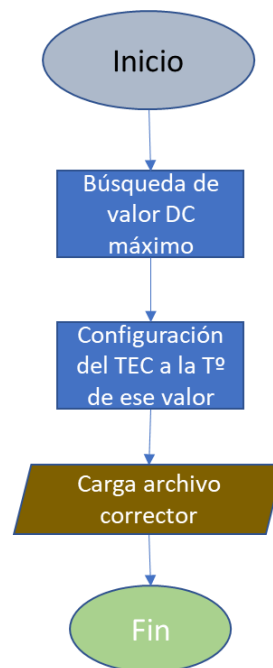 Inicio
Búsqueda de
valor DC
máximo
Configuración
del TEC a la Tº
de ese valor
Carga archivo
corrector
Fin